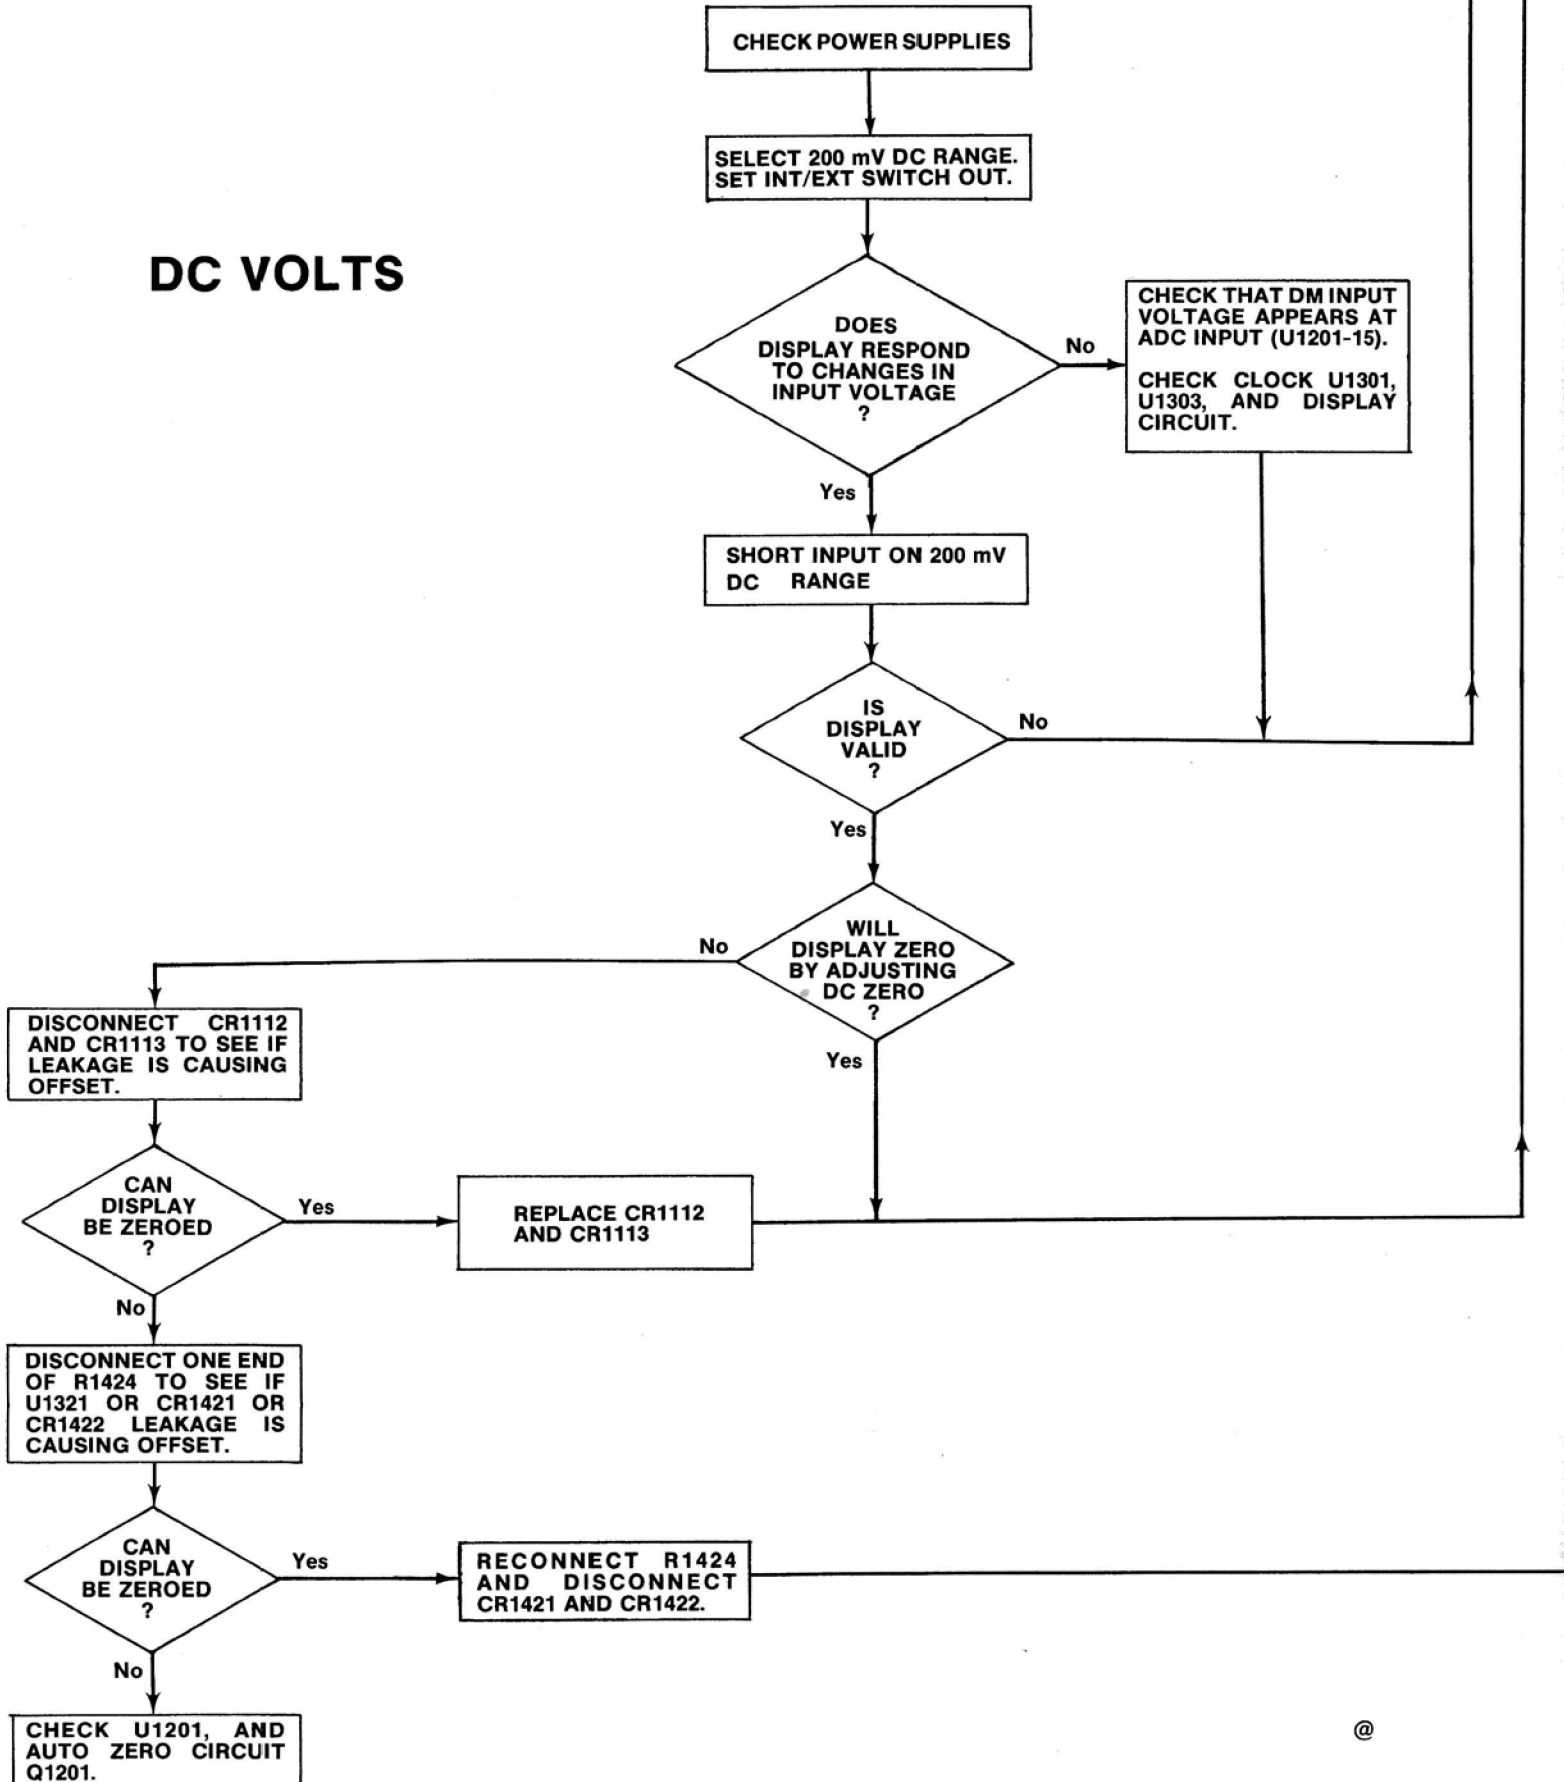 CHECK POWER SUPPLIES
SELECT 200 mV DC RANGE.
SET INT/EXT SWITCH OUT.
DC VOLTS
DOES
DISPLAY RESPOND
TO CHANGES IN
INPUT VOLTAGE
?
No
CHECK THAT DM INPUT
VOLTAGE APPEARS AT
ADC INPUT (U1201-15).
CHECK CLOCK U1301,
U1303, AND DISPLAY
CIRCUIT.
Yes
SHORT INPUT ON 200 mV
DC RANGE
IS
DISPLAY
VALID
?
No
Yes
WILL
DISPLAY ZERO
BY ADJUSTING
DC ZERO
?
No
Yes
DISCONNECT CR1112
AND CR1113 TO SEE IF
LEAKAGE IS CAUSING
OFFSET.
CAN
DISPLAY
BE ZEROED
?
Yes
REPLACE CR1112
AND CR1113
No
DISCONNECT ONE END
OF R1424 TO SEE IF
U1321 OR CR1421 OR
CR1422 LEAKAGE IS
CAUSING OFFSET.
CAN
DISPLAY
BE ZEROED
?
Yes
RECONNECT R1424
AND DISCONNECT
CR1421 AND CR1422.
No
CHECK U1201, AND
AUTO ZERO CIRCUIT
Q1201.
@